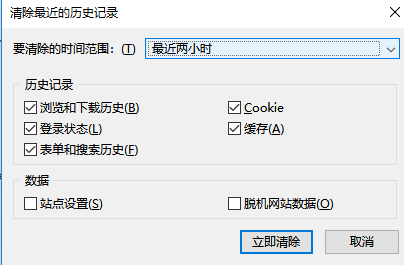 清除最近的历史记录
要清除的时间范围：(T) 最近两小时
历史记录
浏览和下载历史(B) Cookie
登录状态(L) 缓存(A)
表单和搜索历史(F)
数据
站点设置(S) 脱机网站数据(O)
立即清除 取消